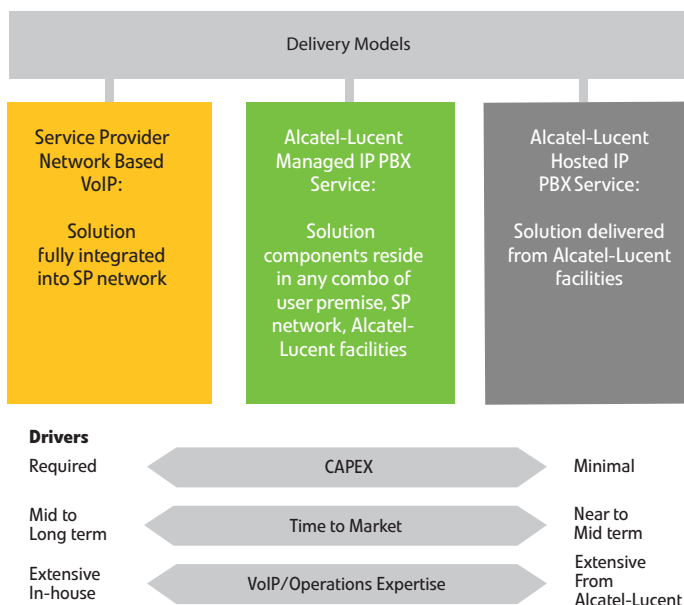 Delivery Models
Service Provider
Network Based
VoIP:
Solution
fully integrated
into SP network
Alcatel-Lucent
Managed IP PBX
Service:
Solution
components reside
in any combo of
user premise, SP
network, Alcatel-
Lucent facilities
Alcatel-Lucent
Hosted IP
PBX Service:
Solution delivered
from Alcatel-Lucent
facilities
Drivers
Required
CAPEX
Minimal
Mid to
Long term
Time to Market
Near to
Mid term
Extensive
In-house
VoIP/Operations Expertise
Extensive
From
Alcatel-Lucent